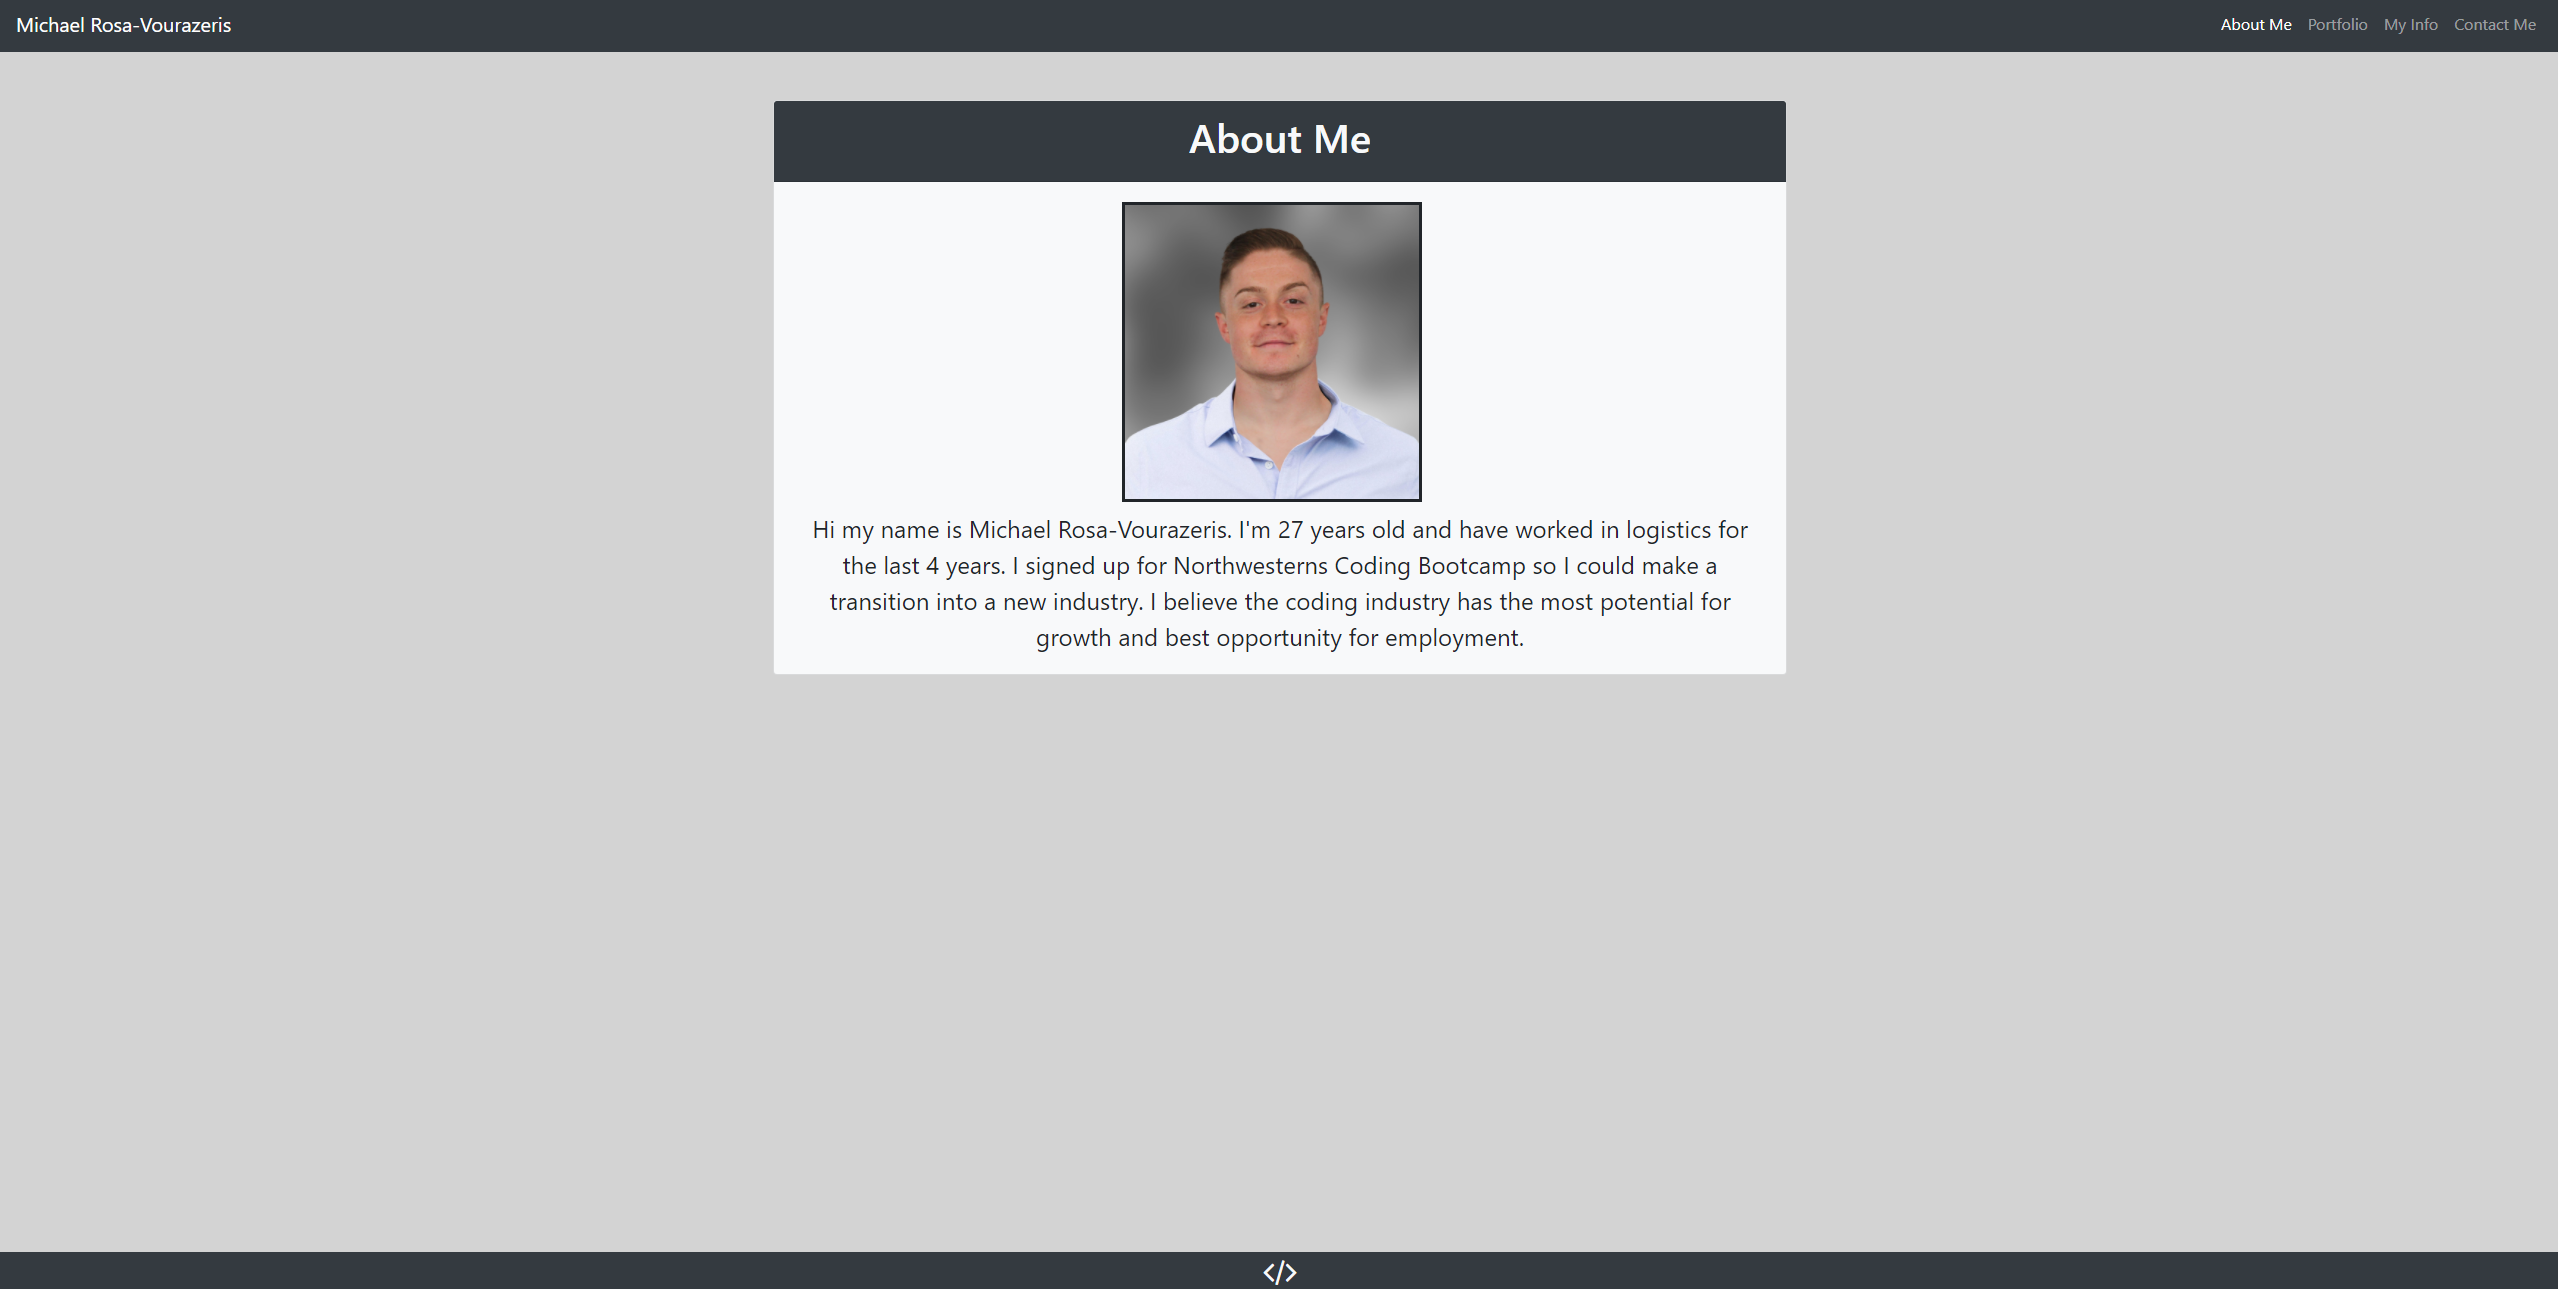 Michael Rosa-Vourazeris
About Me Portfolio My Info Contact Me
About Me
Hi my name is Michael Rosa-Vourazeris. I'm 27 years old and have worked in logistics for
the last 4 years. I signed up for Northwesterns Coding Bootcamp so I could make a
transition into a new industry. I believe the coding industry has the most potential for
growth and best opportunity for employment.